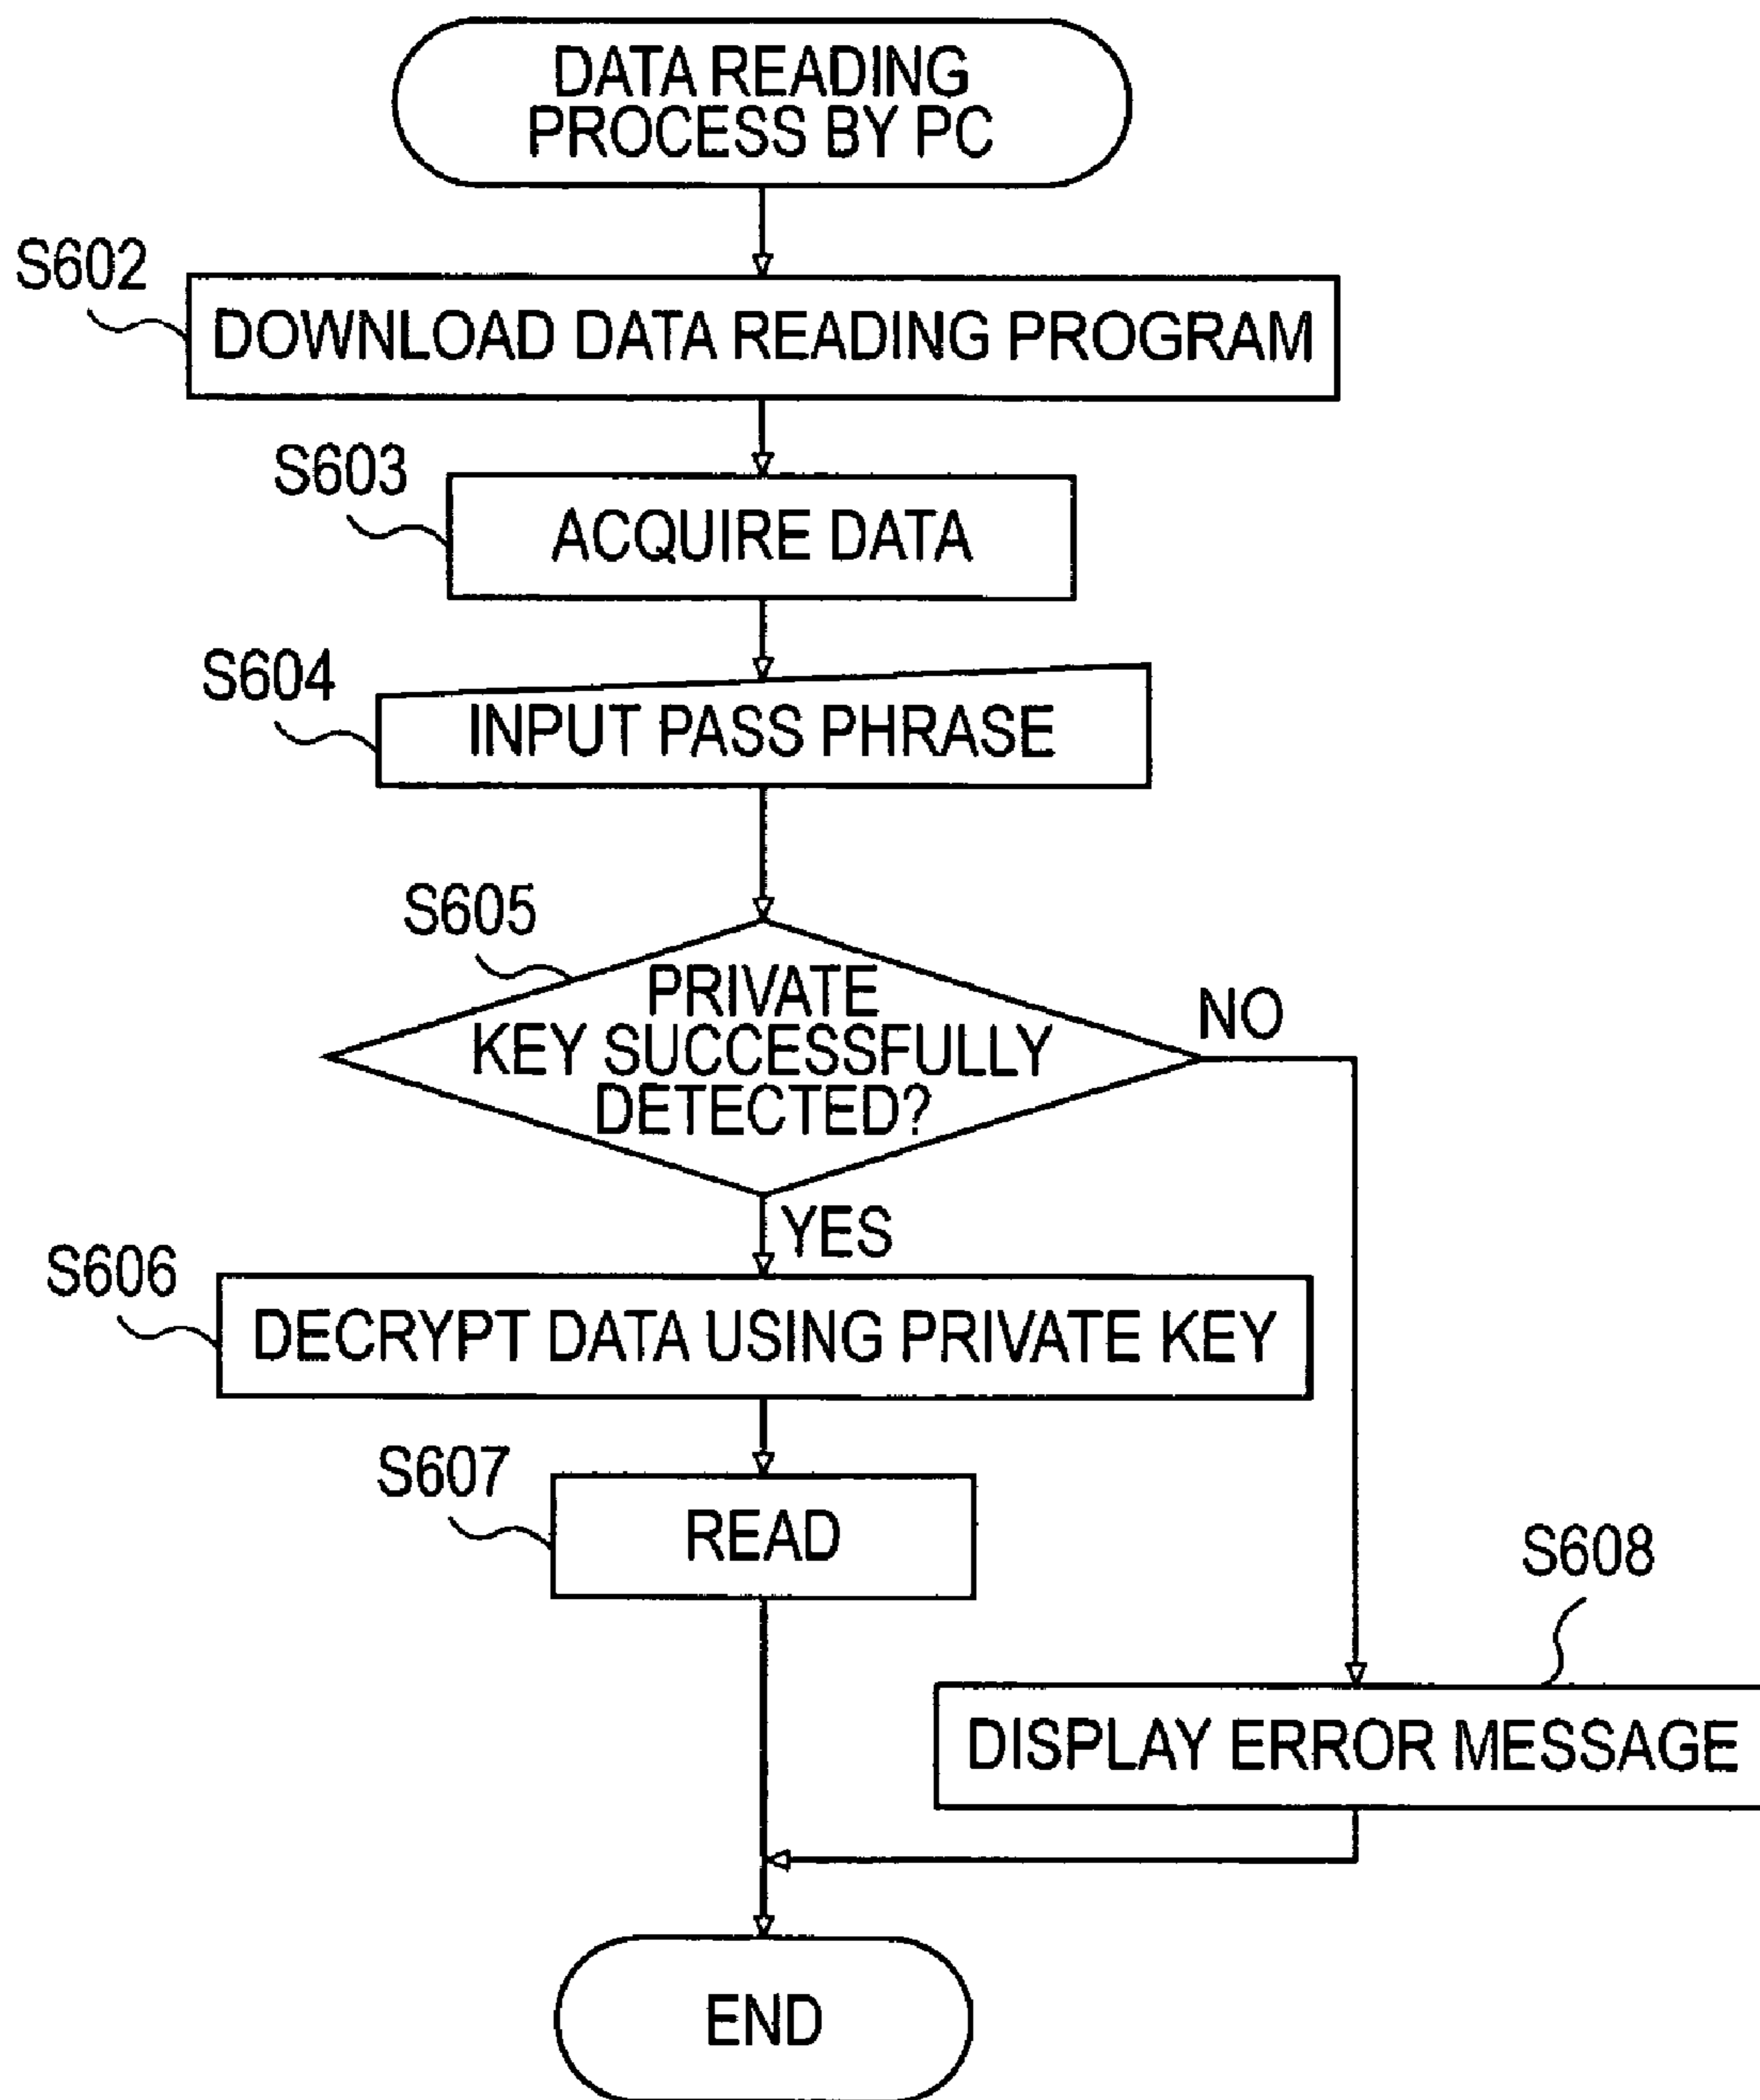 DATA READING
PROCESS BY PC
S602
DOWNLOAD DATA READING PROGRAM
S603
ACQUIRE DATA
S604
INPUT PASS PHRASE
S605
PRIVATE
KEY SUCCESSFULLY
DETECTED?
NO
YES
S606
DECRYPT DATA USING PRIVATE KEY
S607
READ
S608
DISPLAY ERROR MESSAGE
END